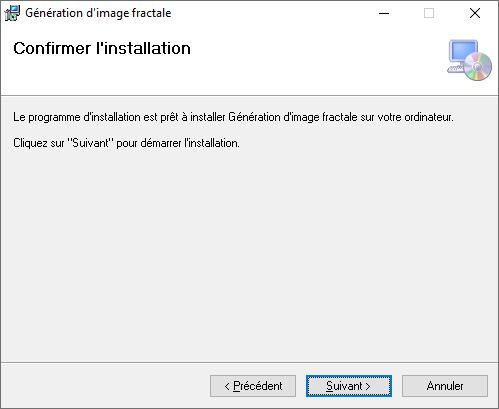 Génération d'image fractale
Confirmer l'installation
Le programme d'installation est prêt à installer Génération d'image fractale sur votre ordinateur.
Cliquez sur "Suivant" pour démarrer l'installation.
< Précédent
Suivant >
Annuler